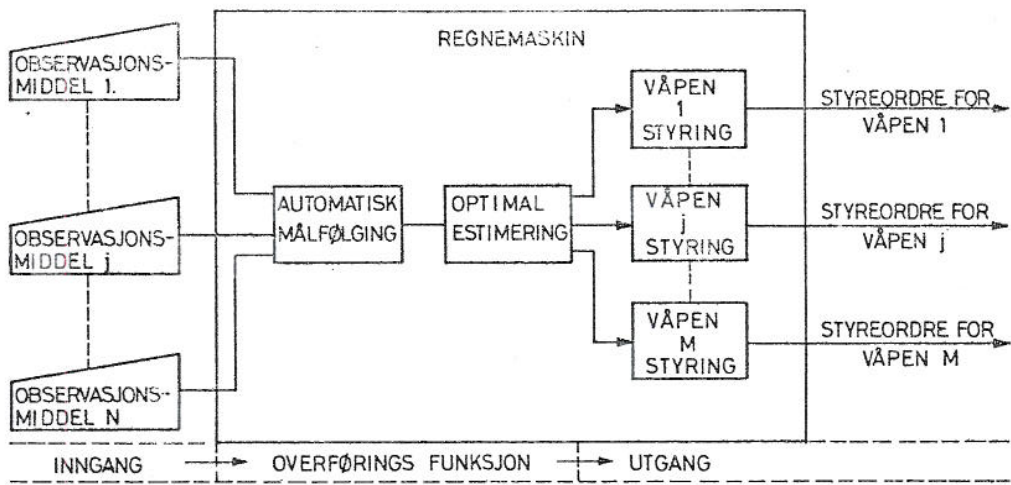 REGNEMASKIN
OBSERVASJONS-
MIDDEL 1.
OBSERVASJONS-
MIDDEL j
OBSERVASJONS-
MIDDEL N
AUTOMATISK
MÅLFØLGING
OPTIMAL
ESTIMERING
VÅPEN
1
STYRING
VÅPEN
j
STYRING
VÅPEN
M
STYRING
STYREORDRE FOR
VÅPEN 1
STYREORDRE FOR
VÅPEN j
STYREORDRE FOR
VÅPEN M
INNGANG
OVERFØRINGS FUNKSJON
UTGANG